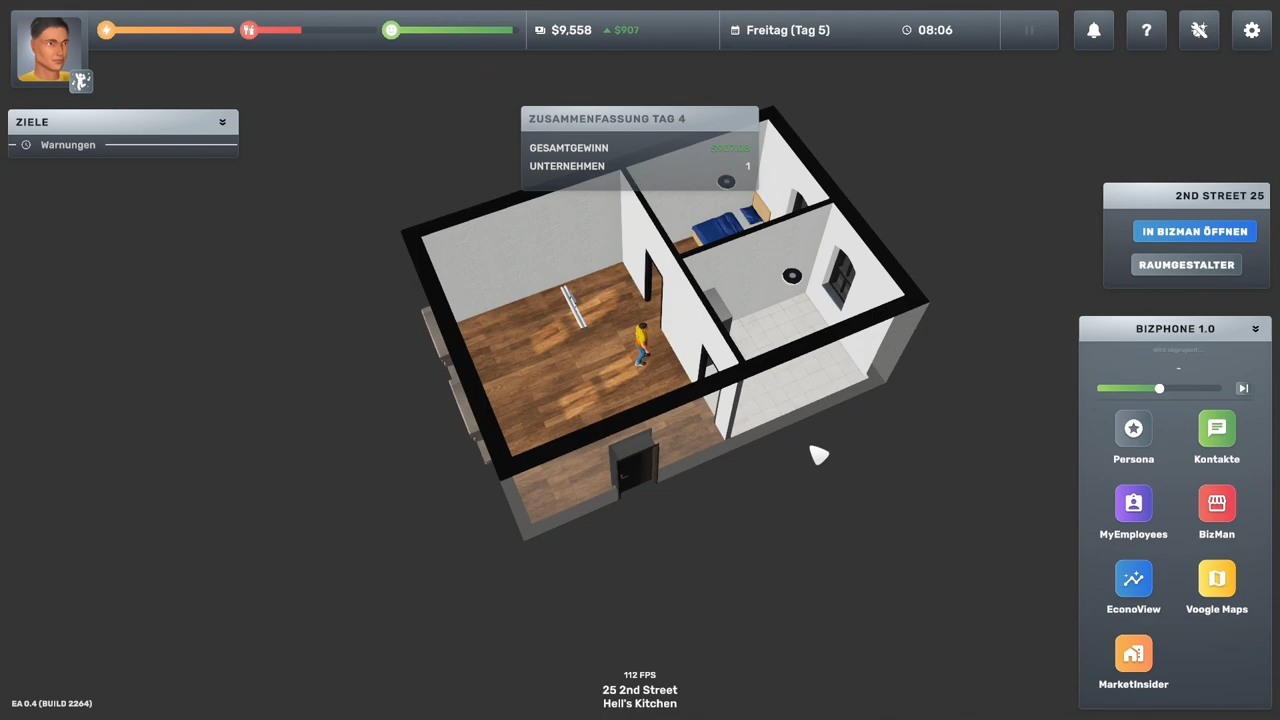 $9,558
$907
Freitag (Tag 5)
08:06
ZIELE
Warnungen
ZUSAMMENFASSUNG TAG 4
GESAMTGEWINN
UNTERNEHMEN 1
2ND STREET 25
IN BIZMAN ÖFFNEN
RAUMGESTALTER
BIZPHONE 1.0
-
Persona
Kontakte
MyEmployees
BizMan
EconoView
Voogle Maps
MarketInsider
112 FPS
25 2nd Street
Hell's Kitchen
EA 0.4 (BUILD 2264)